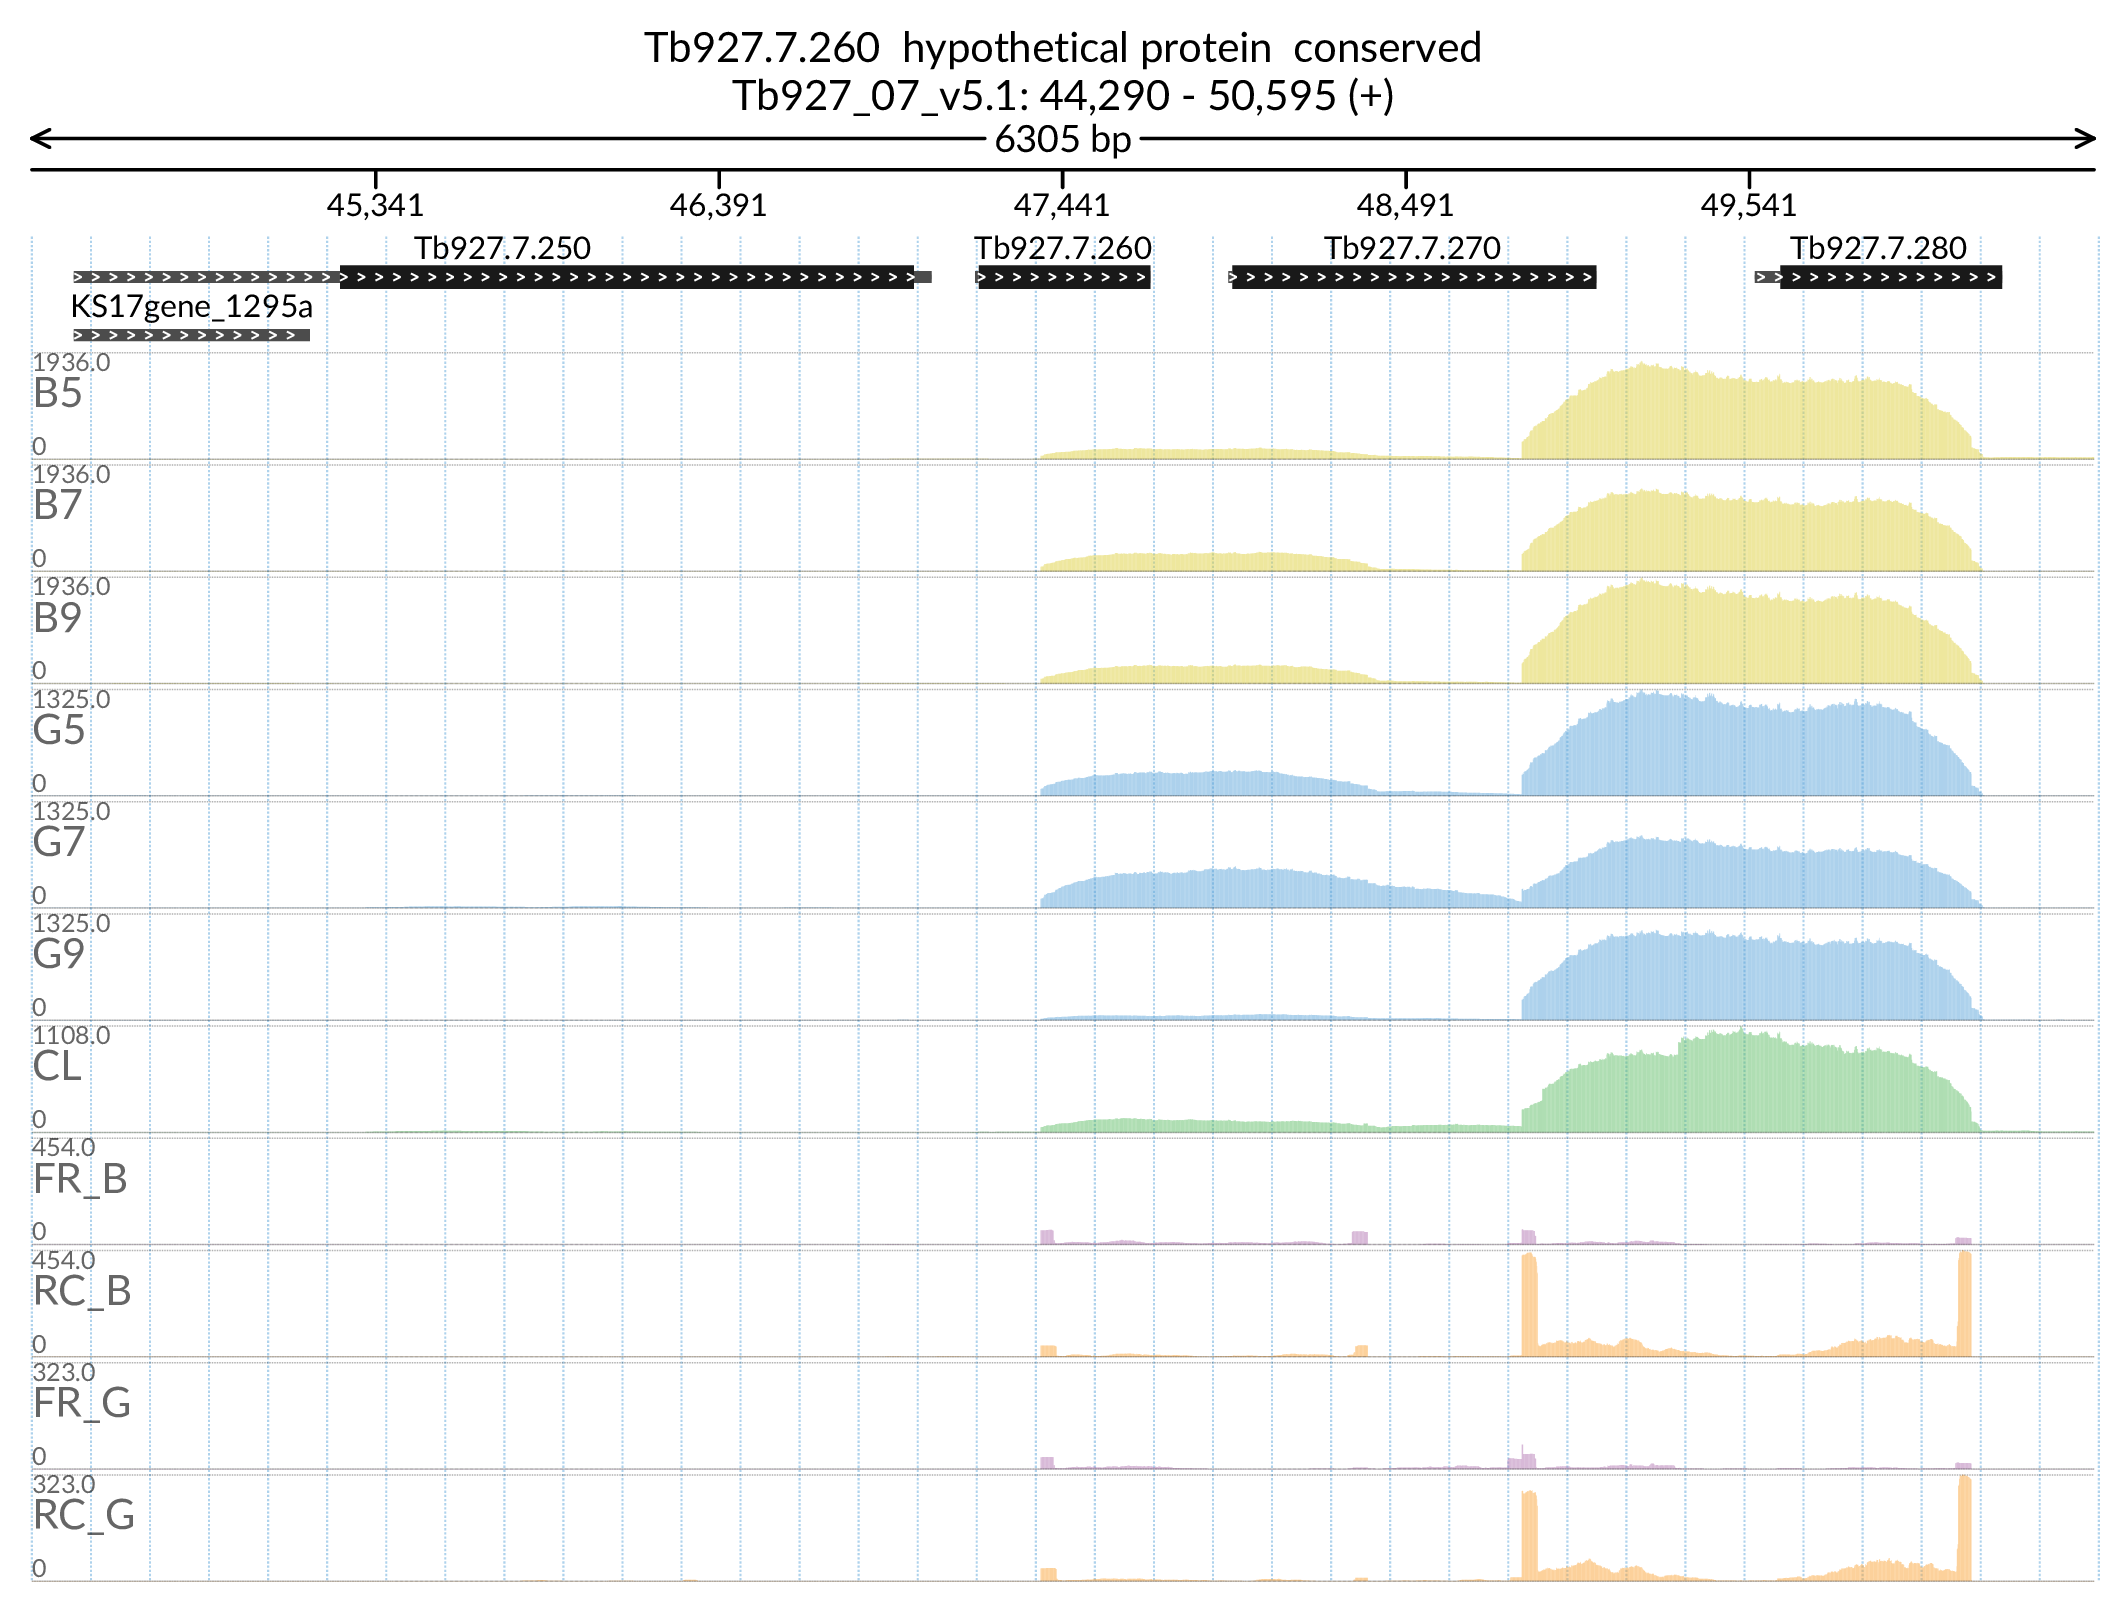 Tb927.7.260  hypothetical protein  conserved
Tb927_07_v5.1: 44,290 - 50,595 (+)
6305 bp
45,341 46,391 47,441 48,491 49,541
Tb927.7.250 Tb927.7.260 Tb927.7.270 Tb927.7.280
KS17gene_1295a
1936.0
B5
0
1936.0
B7
0
1936.0
B9
0
1325.0
G5
0
1325.0
G7
0
1325.0
G9
0
1108.0
CL
0
454.0
FR_B
0
454.0
RC_B
0
323.0
FR_G
0
323.0
RC_G
0